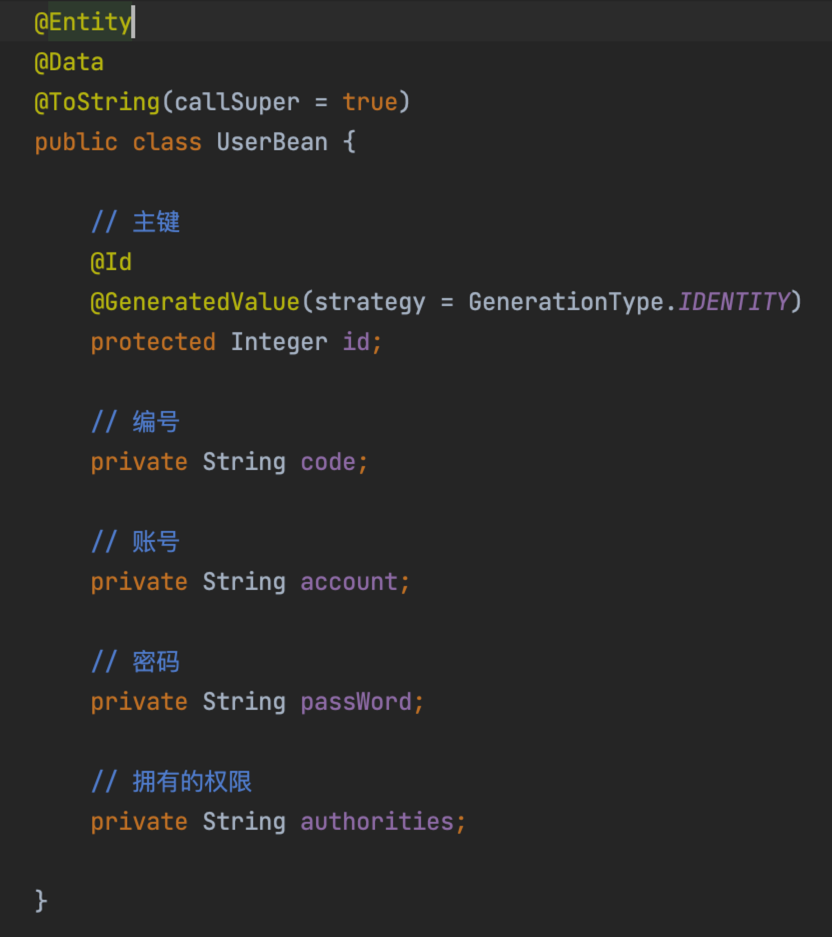 @Entity
@Data
@ToString(callSuper = true)
public class UserBean {
// 主键
@Id
@GeneratedValue(strategy = GenerationType.IDENTITY)
protected Integer id;
// 编号
private String code;
// 账号
private String account;
// 密码
private String passWord;
// 拥有的权限
private String authorities;
}